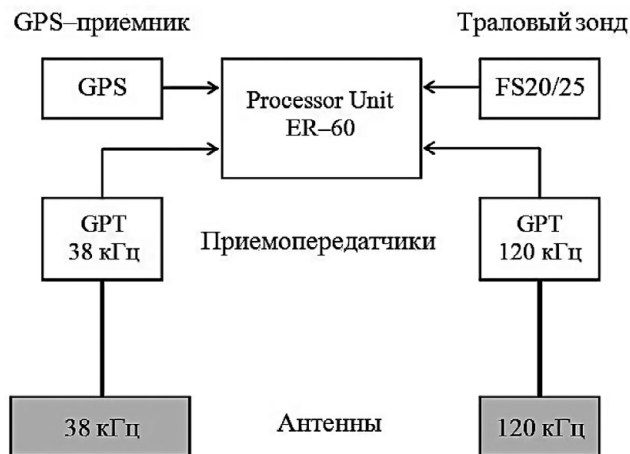 GPS–приемник
Траловый зонд
GPS
Processor Unit
ER–60
FS20/25
GPT
38 кГц
Приемопередатчики
GPT
120 кГц
38 кГц
Антенны
120 кГц